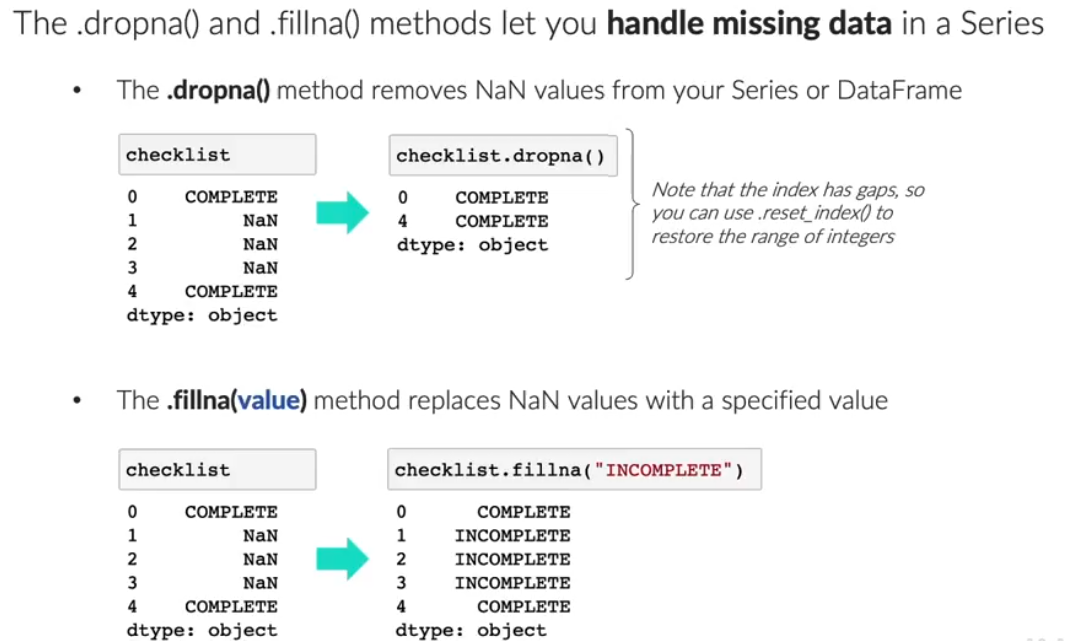 The .dropna() and .fillna() methods let you handle missing data in a Series
• The .dropna() method removes NaN values from your Series or DataFrame
checklist
0 COMPLETE
1 NaN
2 NaN
3 NaN
4 COMPLETE
dtype: object
checklist.dropna()
0 COMPLETE
4 COMPLETE
dtype: object
Note that the index has gaps, so
you can use .reset_index() to
restore the range of integers
• The .fillna(value) method replaces NaN values with a specified value
checklist
0 COMPLETE
1 NaN
2 NaN
3 NaN
4 COMPLETE
dtype: object
checklist.fillna("INCOMPLETE")
0 COMPLETE
1 INCOMPLETE
2 INCOMPLETE
3 INCOMPLETE
4 COMPLETE
dtype: object